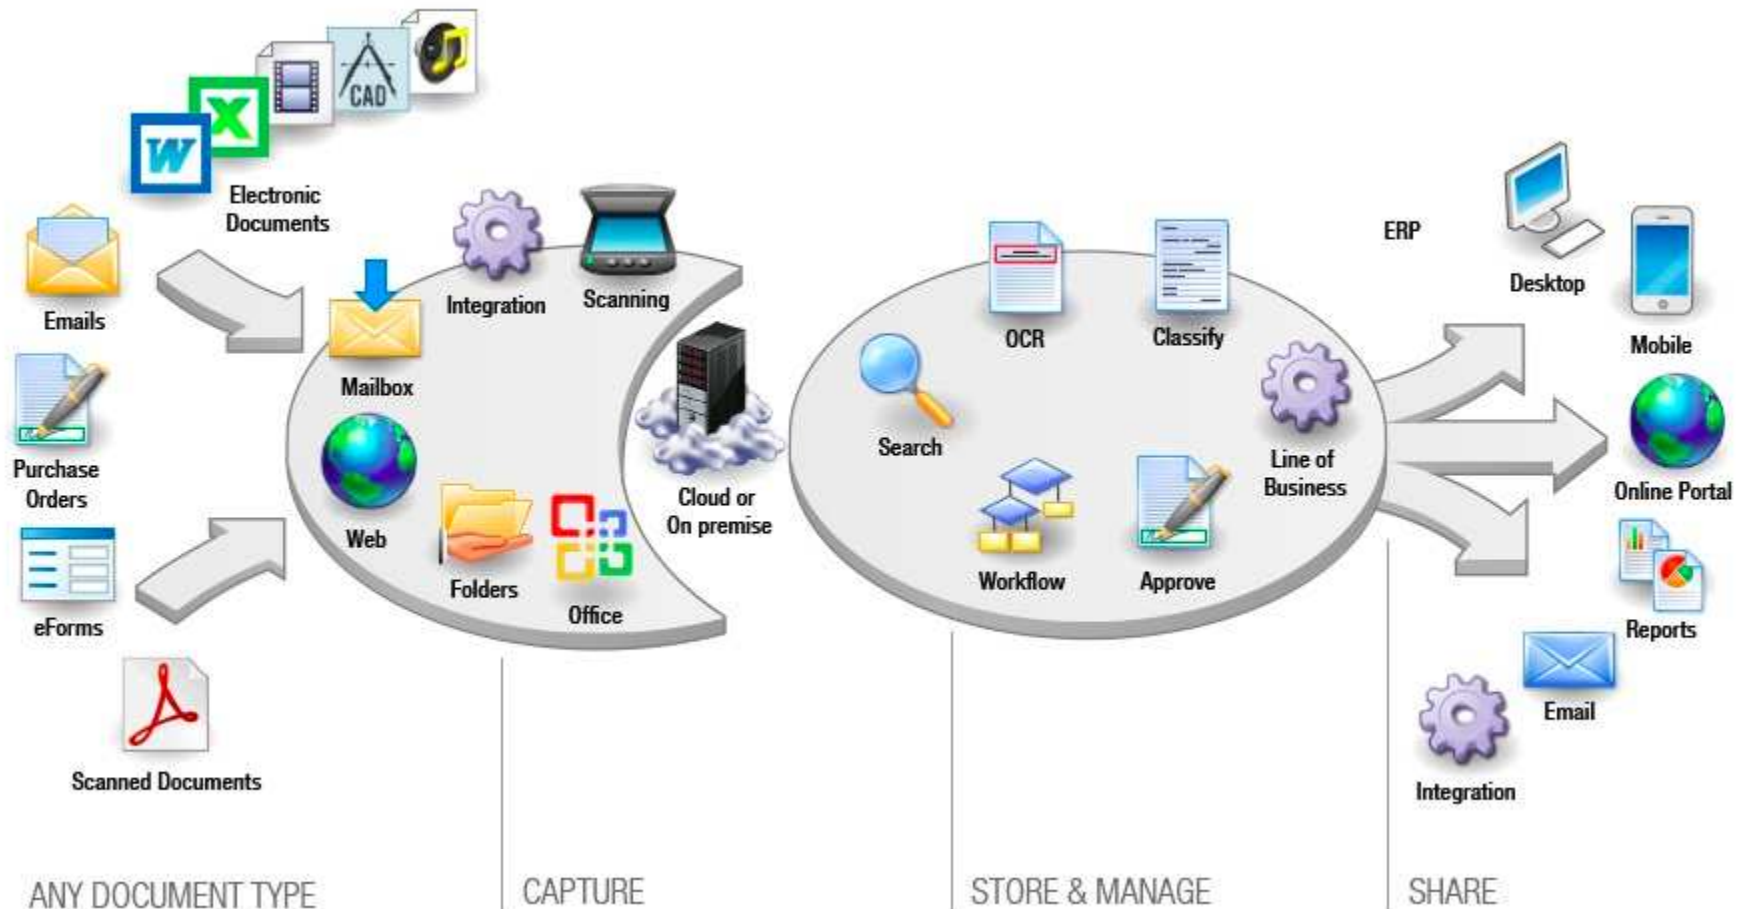 CAD
W
X
Electronic
Documents
Emails
Purchase
Orders
eForms
Scanned Documents
Integration
Scanning
Mailbox
Web
Folders
Office
Cloud or
On premise
OCR
Classify
Search
Line of
Business
Workflow
Approve
ERP
Desktop
Mobile
Online Portal
Reports
Email
Integration
ANY DOCUMENT TYPE
CAPTURE
STORE & MANAGE
SHARE